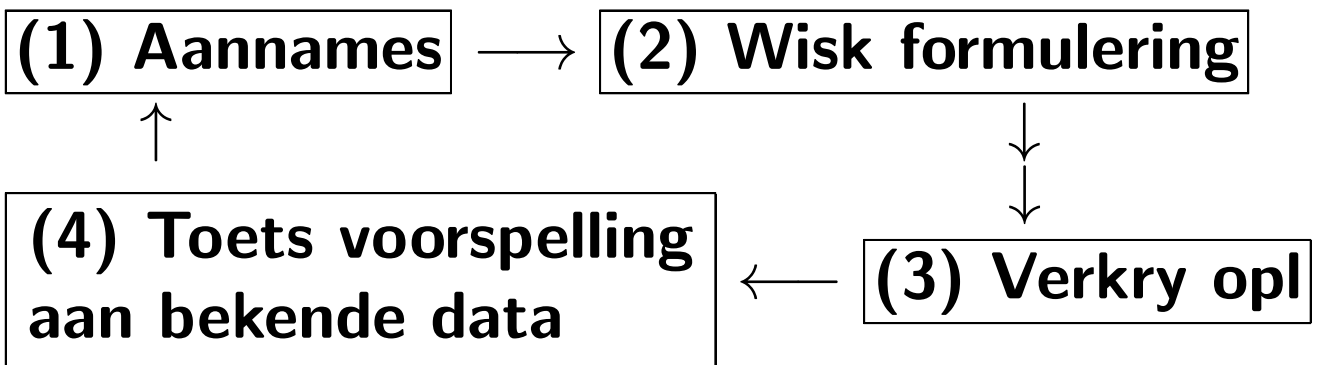 (1) Aannames
(2) Wisk formulering
(3) Verkry opl
(4) Toets voorspelling
aan bekende data